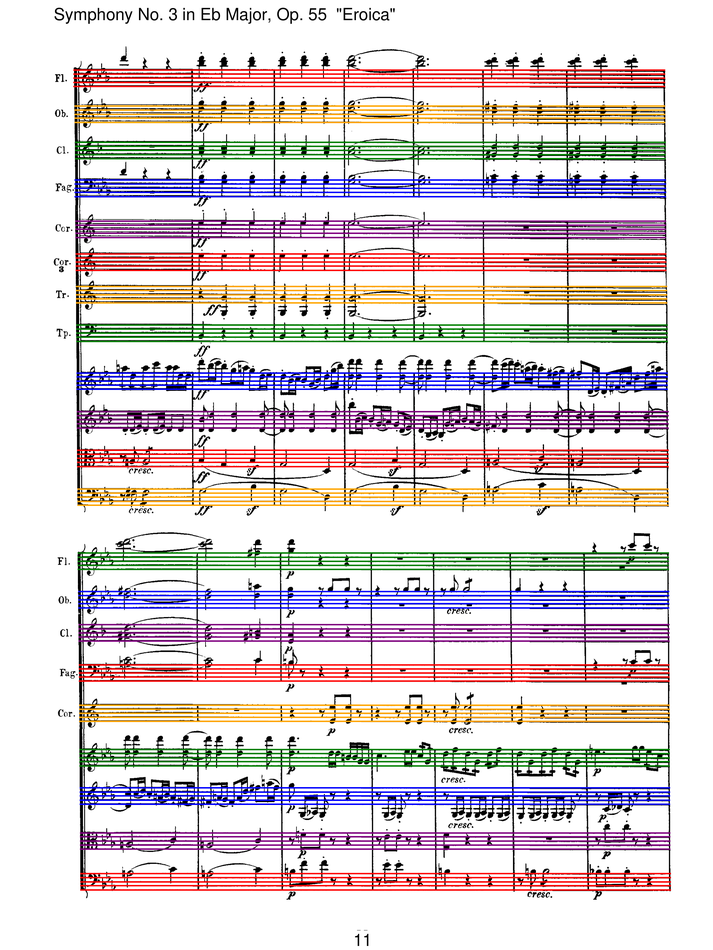 Symphony No. 3 in Eb Major, Op. 55 "Eroica"
Fl.
ff
Ob.
ff
Cl.
ff
Fag.
ff
Cor.
ff
Cor. 3
ff
Tr.
ff
Tp.
ff
ff
ff
cresc. ff sf sf sf
cresc. ff sf sf
Fl. p p
Ob. p cresc.
Cl. p
Fag. p p
Cor. p cresc.
p cresc. p
p cresc. p
p p
p cresc. p
11